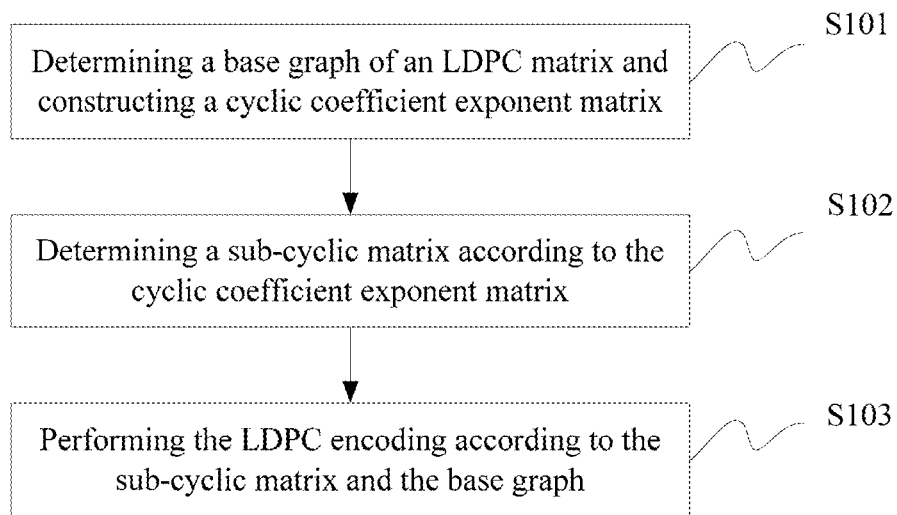 S101
Determining a base graph of an LDPC matrix and
constructing a cyclic coefficient exponent matrix
S102
Determining a sub-cyclic matrix according to the
cyclic coefficient exponent matrix
S103
Performing the LDPC encoding according to the
sub-cyclic matrix and the base graph